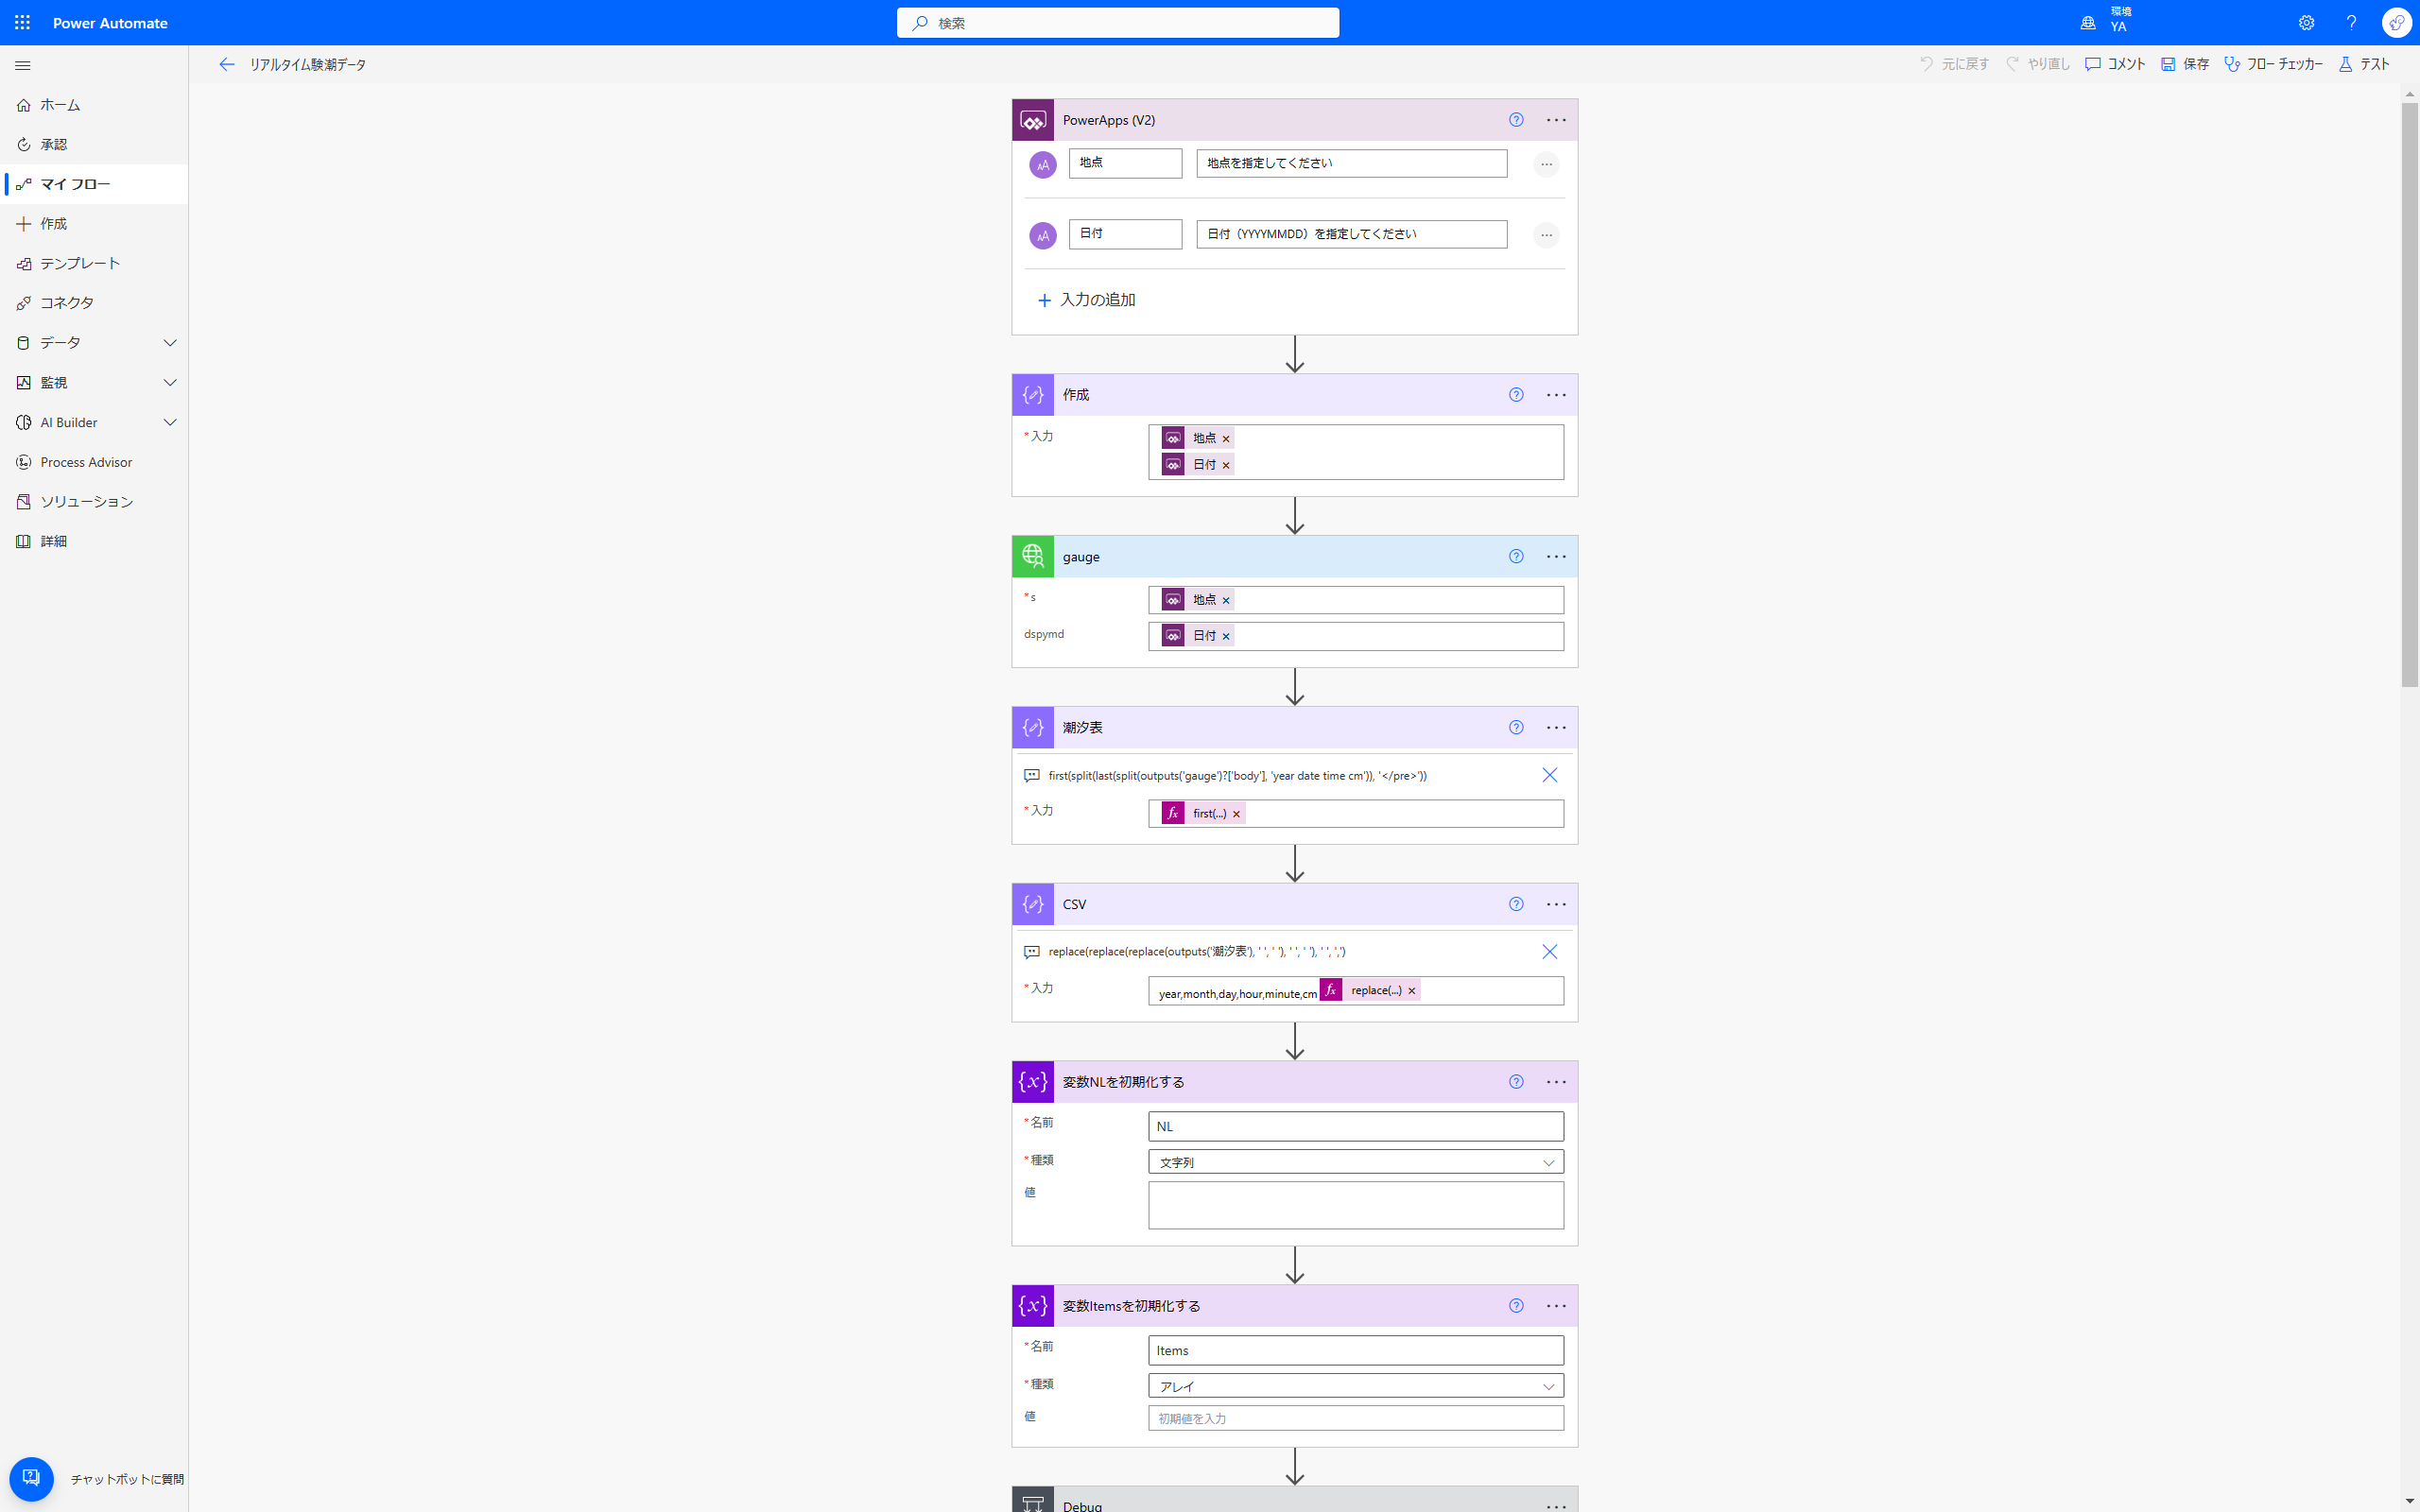 Power Automate
検索
環境
YA
リアルタイム験潮データ
元に戻す
やり直し
コメント
保存
フロー チェッカー
テスト
ホーム
承認
マイ フロー
作成
テンプレート
コネクタ
データ
監視
AI Builder
Process Advisor
ソリューション
詳細
チャットボットに質問
PowerApps (V2)
地点 地点を指定してください
日付 日付（YYYYMMDD）を指定してください
入力の追加
作成
* 入力 地点
日付
gauge
* s 地点
dspymd 日付
潮汐表
first(split(last(split(outputs('gauge')?['body'], 'year date time cm')), '</pre>'))
* 入力 first(...)
CSV
replace(replace(replace(outputs('潮汐表'), ' ', ' '), ' ', ' '), ' ', ',')
* 入力 year,month,day,hour,minute,cm replace(...)
変数NLを初期化する
* 名前 NL
* 種類 文字列
値
変数Itemsを初期化する
* 名前 Items
* 種類 アレイ
値 初期値を入力
Debug